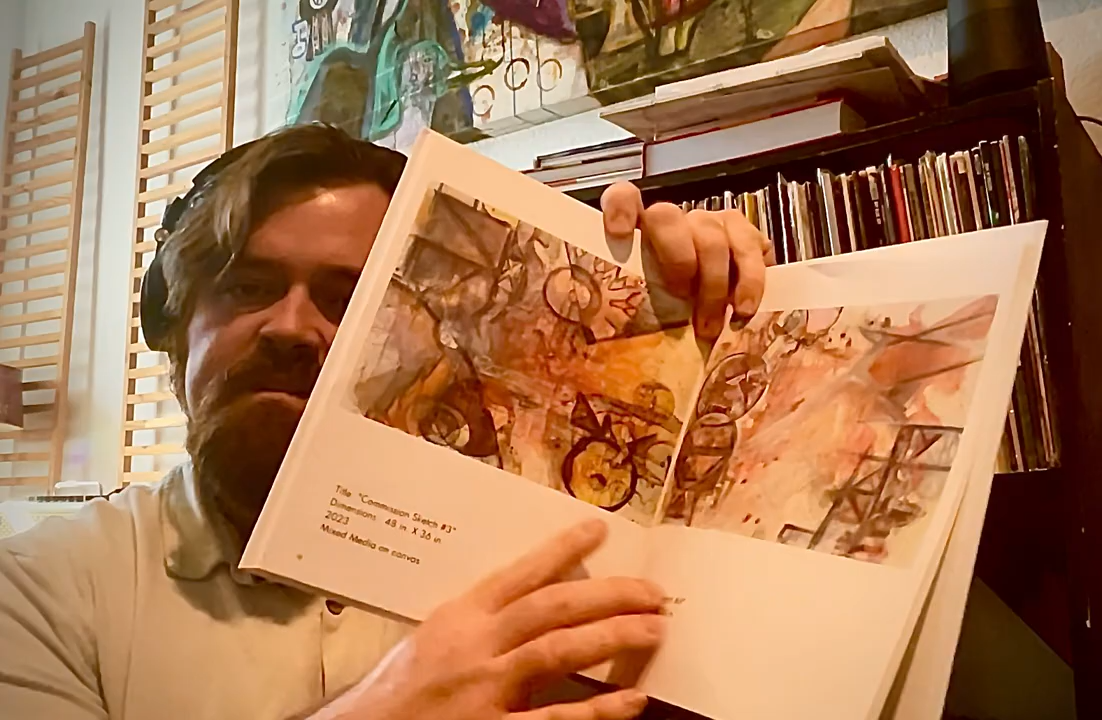 Title "Commission Sketch #3"
Dimensions 48 in. X 36 in
2023
Mixed Media on canvas